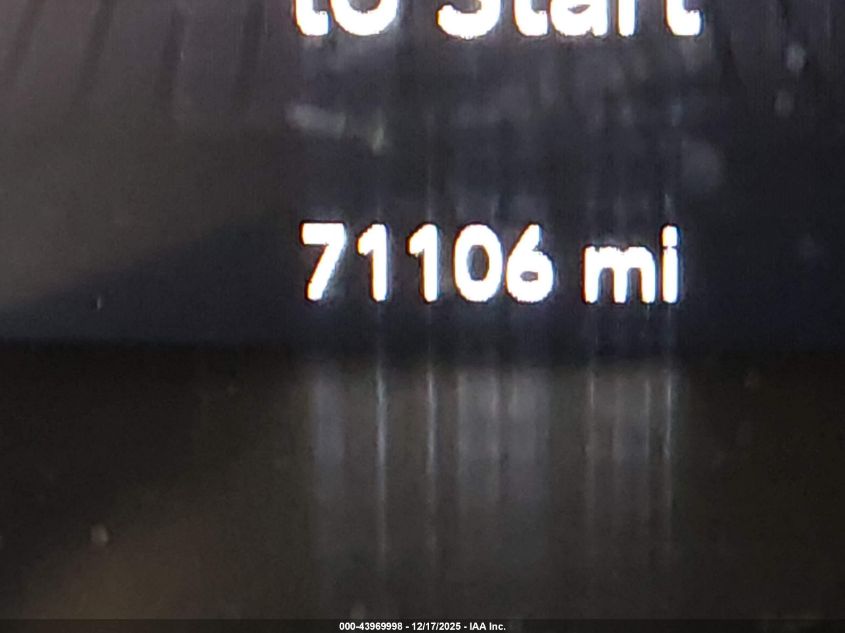 to Start
71106 mi
000-43969998 - 12/17/2025 - IAA Inc.